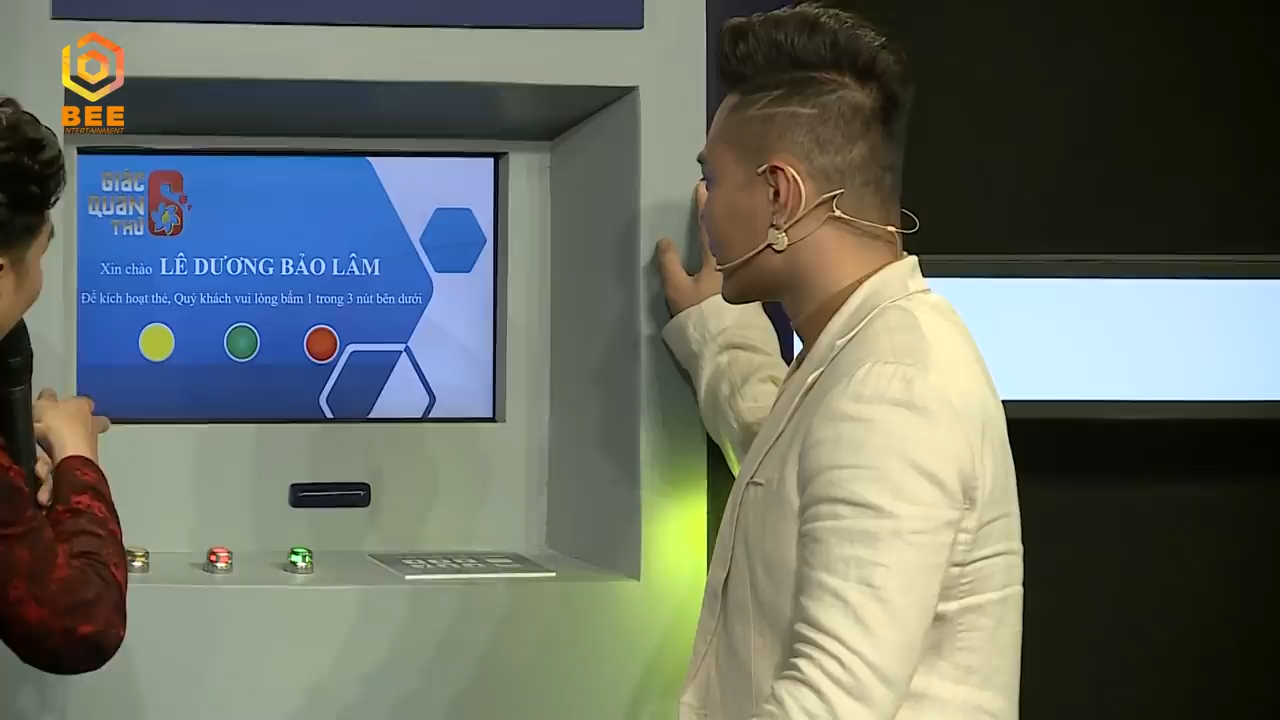 BEE
ENTERTAINMENT
GIÁC
QUAN
THỨ 6
Xin chào LÊ DƯƠNG BẢO LÂM
Để kích hoạt thẻ, Quý khách vui lòng bấm 1 trong 3 nút bên dưới